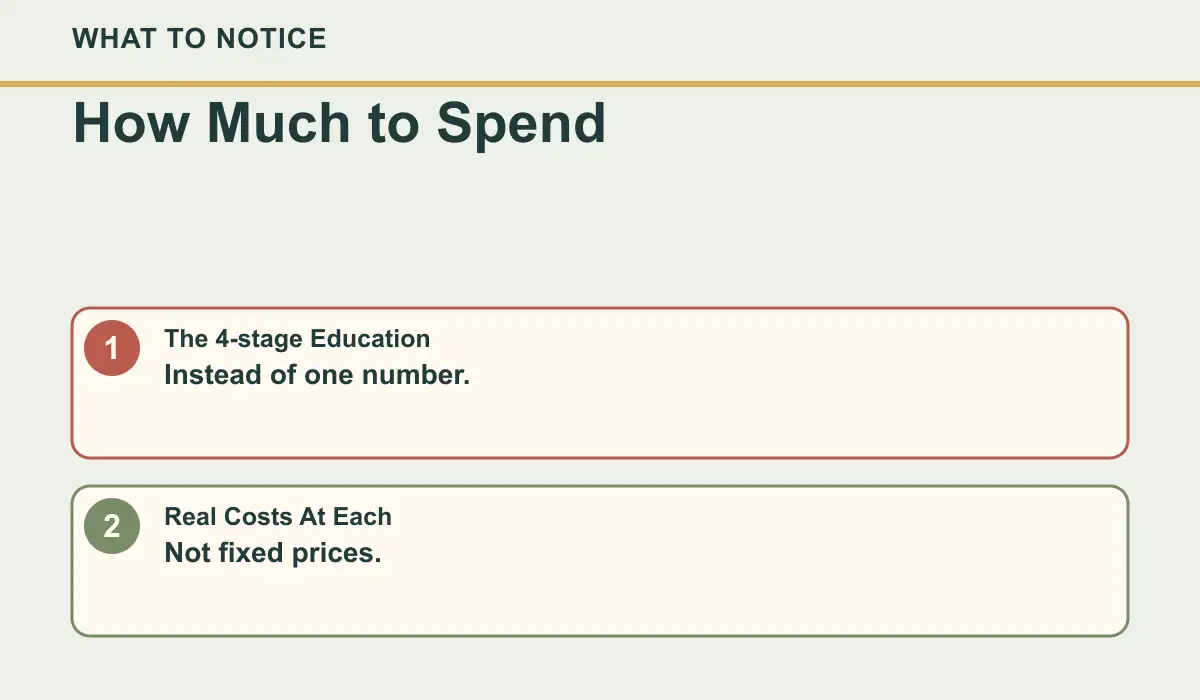 WHAT TO NOTICE
How Much to Spend
1
The 4-stage Education
Instead of one number.
2
Real Costs At Each
Not fixed prices.